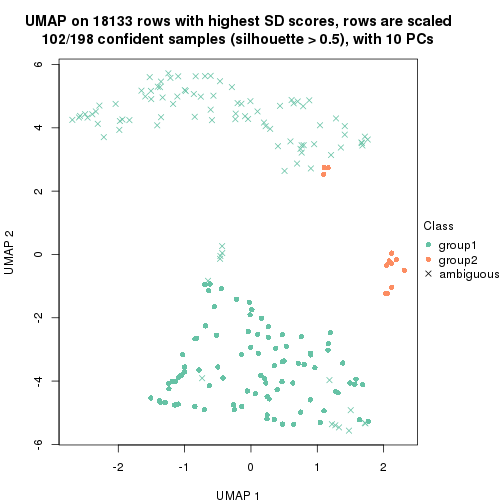 UMAP on 18133 rows with highest SD scores, rows are scaled
102/198 confident samples (silhouette > 0.5), with 10 PCs
6
4
2
0
-2
-4
-6
UMAP 2
-2
-1
0
1
2
UMAP 1
Class
group1
group2
ambiguous